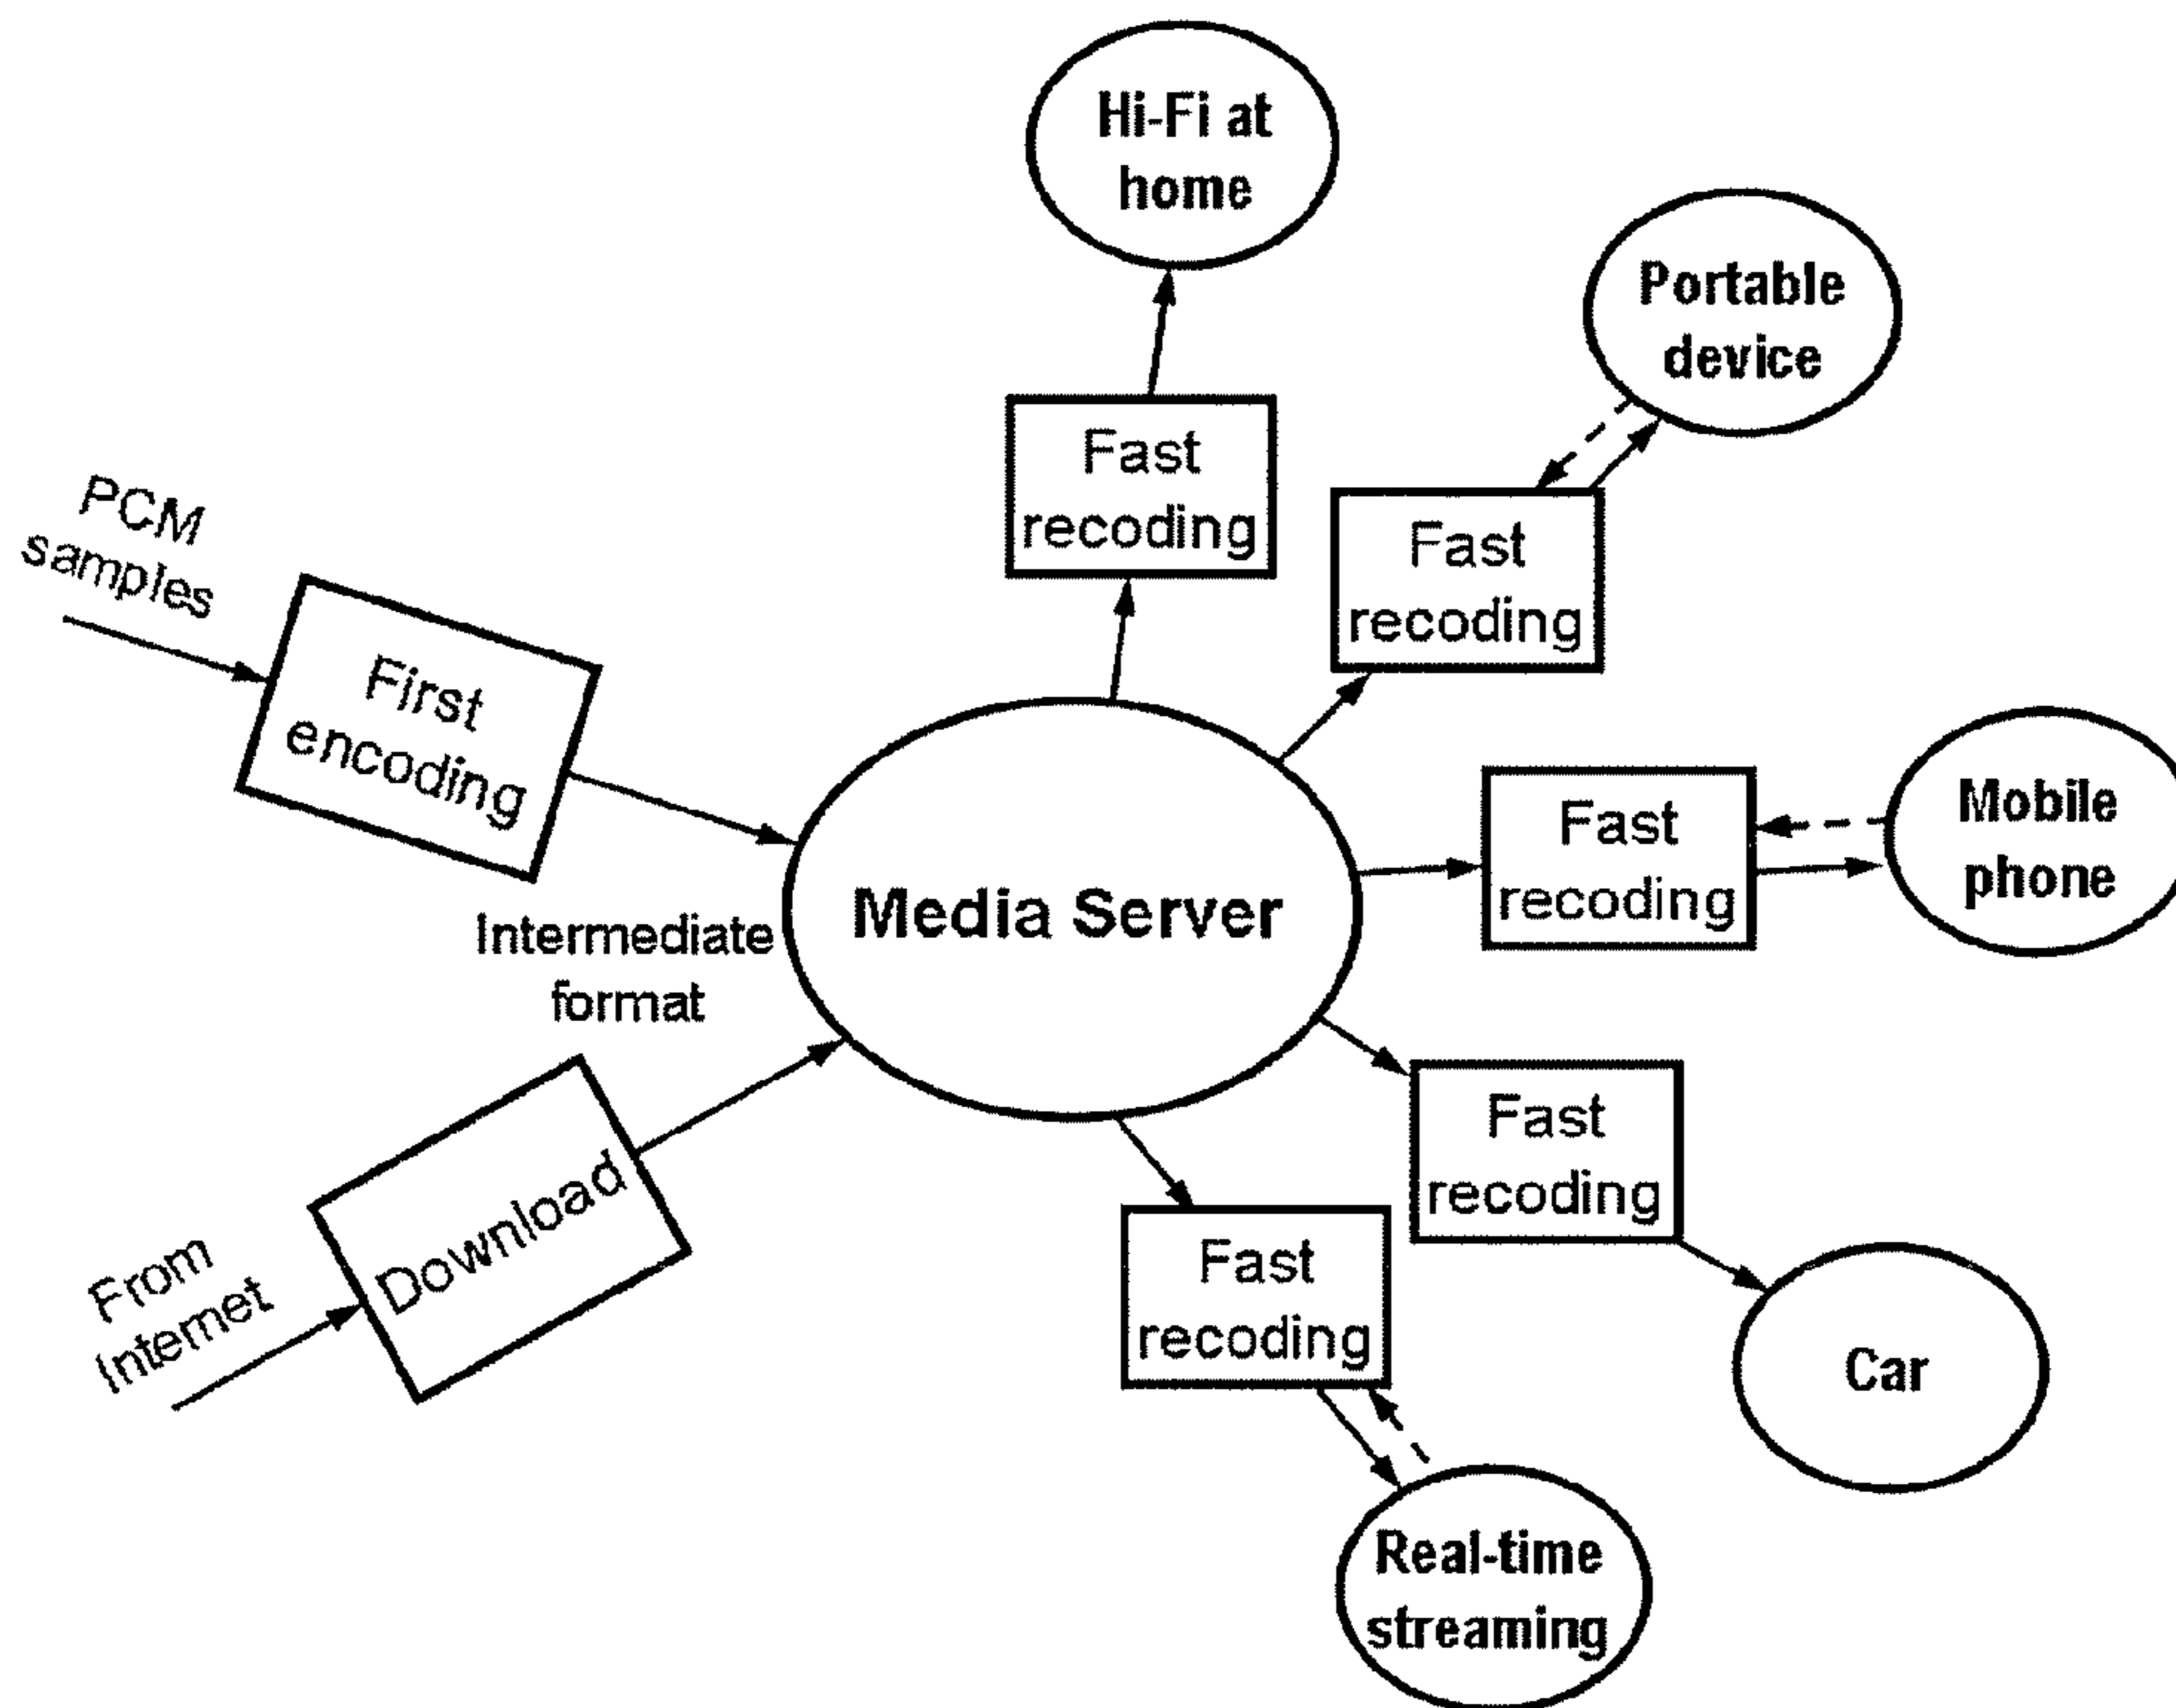 Hi-Fi at
home
Portable
device
Fast
recoding
Fast
recoding
PCM
samples
First
encoding
Mobile
phone
Fast
recoding
Media Server
Intermediate
format
Fast
recoding
Download
From
Internet
Fast
recoding
Car
Real-time
streaming